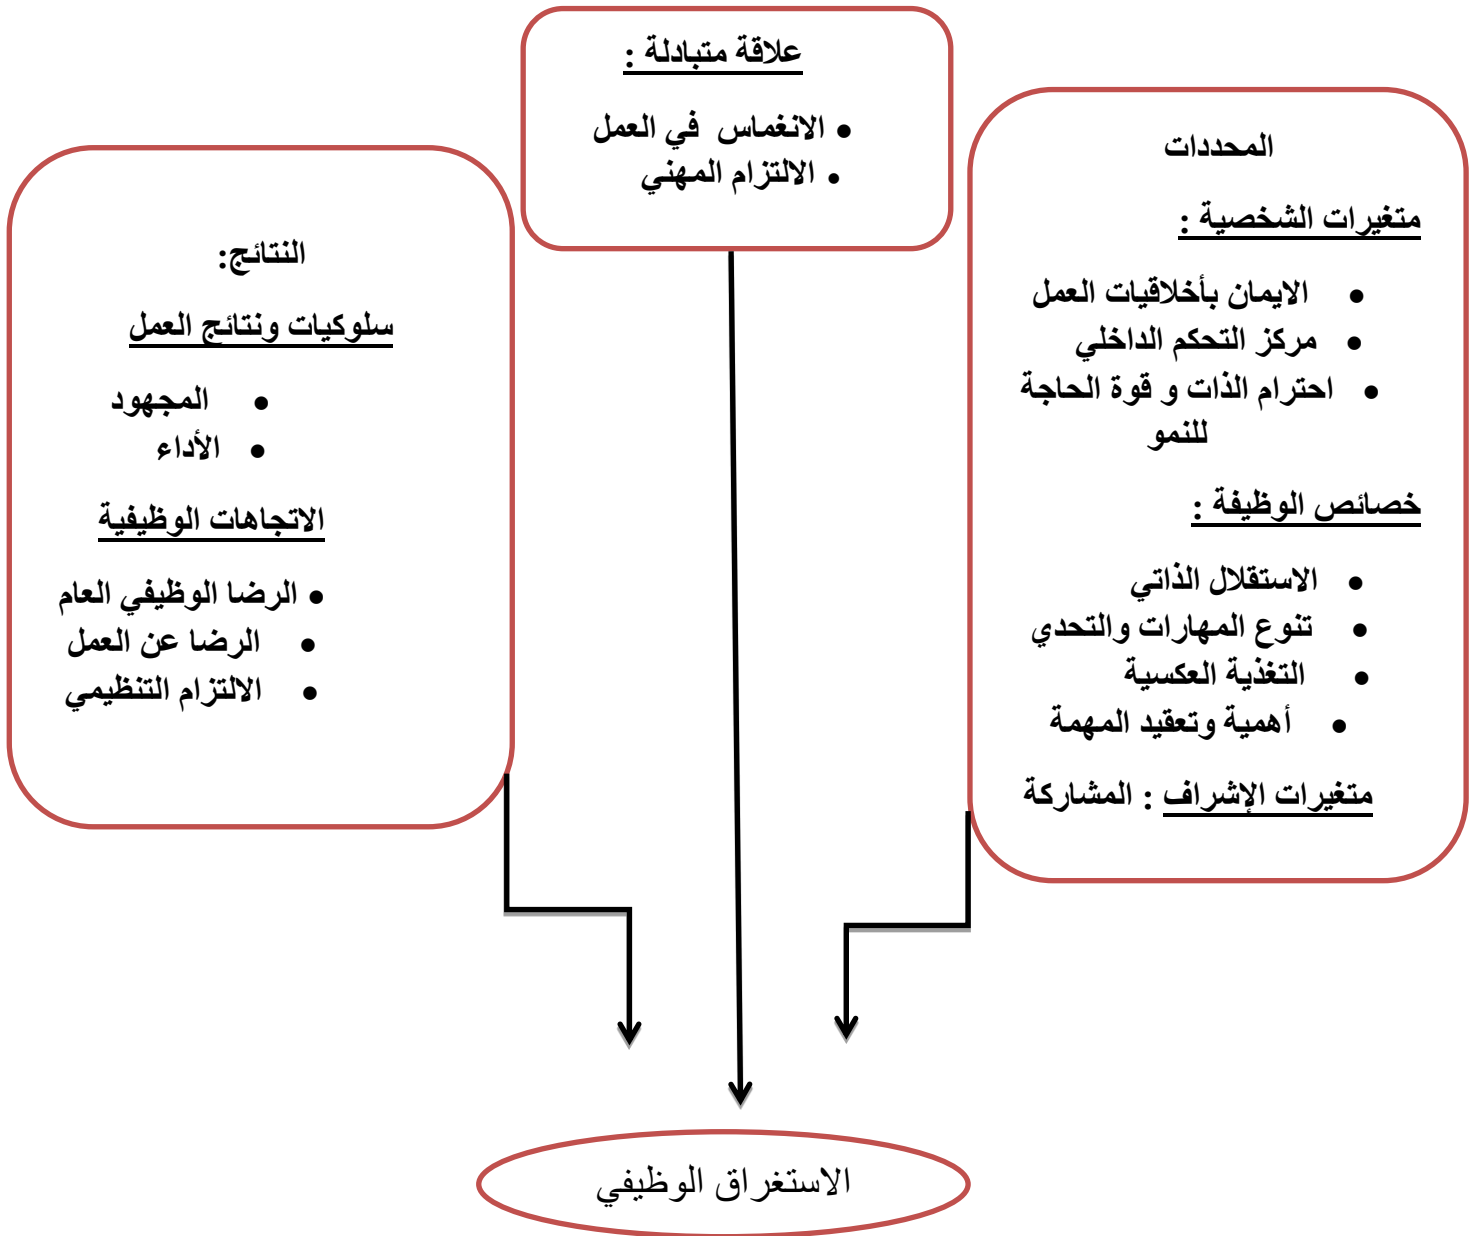 علاقة متبادلة :
• الانغماس في العمل
• الالتزام المهني
المحددات
متغيرات الشخصية :
• الايمان بأخلاقيات العمل
• مركز التحكم الداخلي
• احترام الذات و قوة الحاجة
للنمو
خصائص الوظيفة :
• الاستقلال الذاتي
• تنوع المهارات والتحدي
• التغذية العكسية
• أهمية وتعقيد المهمة
متغيرات الإشراف : المشاركة
النتائج:
سلوكيات ونتائج العمل
• المجهود
• الأداء
الاتجاهات الوظيفية
• الرضا الوظيفي العام
• الرضا عن العمل
• الالتزام التنظيمي
الاستغراق الوظيفي